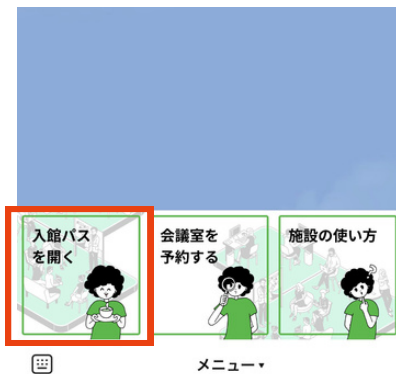 入館パス
を開く
会議室を
予約する
施設の使い方
メニュー▾